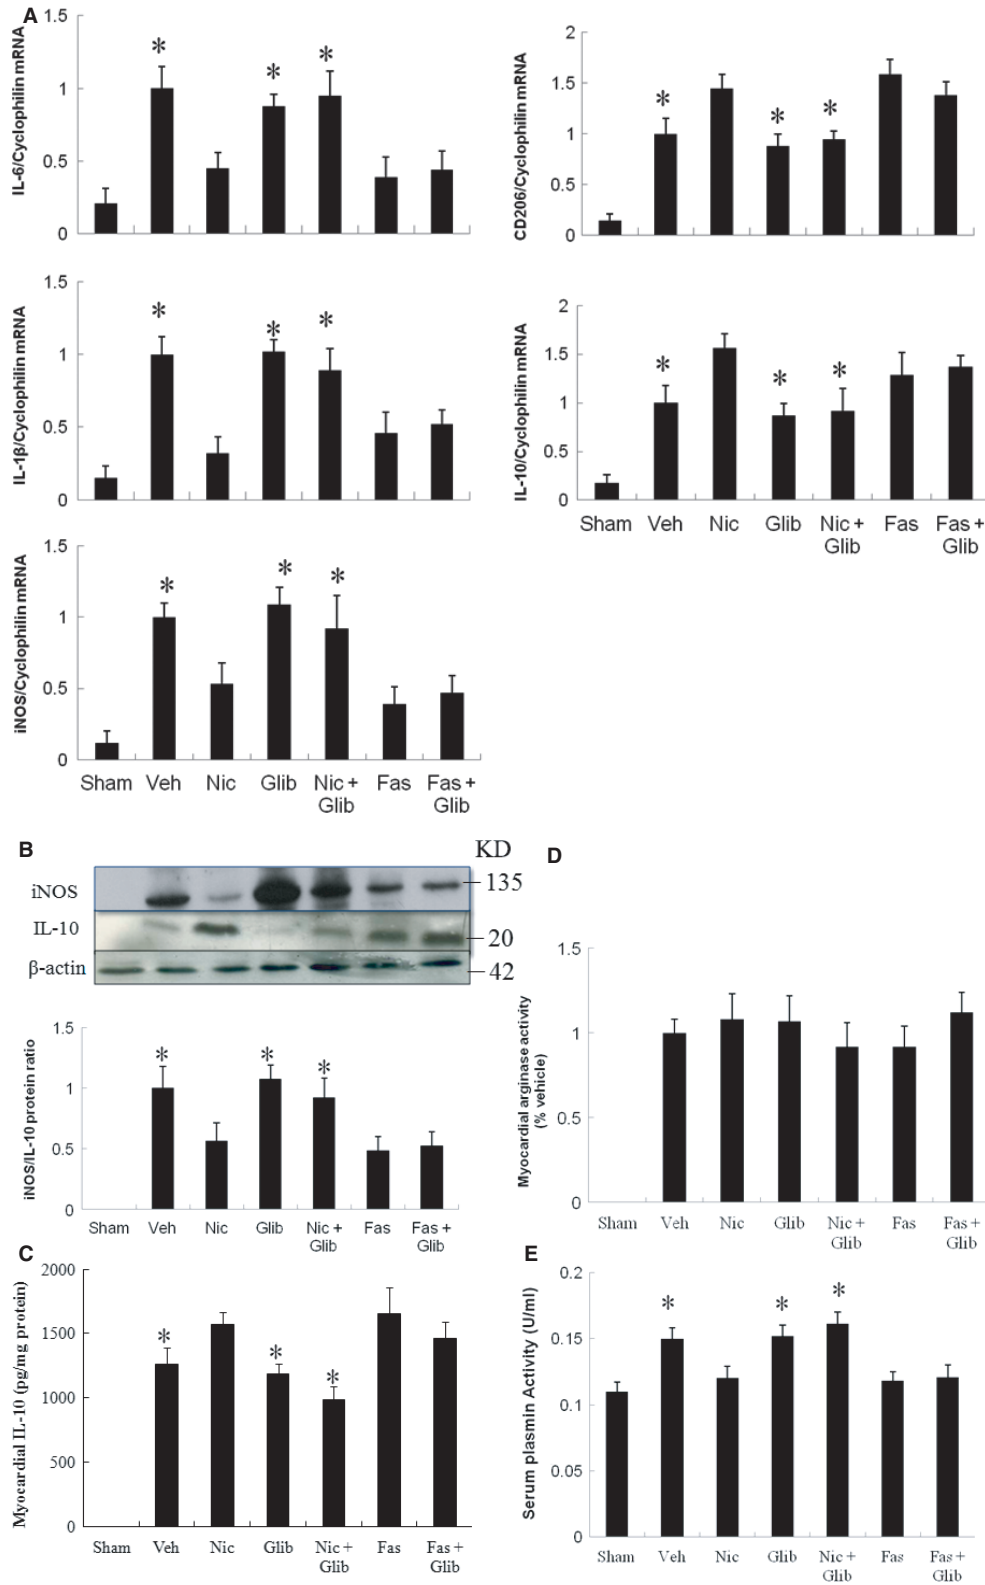 A
IL-6/Cyclophilin mRNA
1.5
1
0.5
0
* * *
CD206/Cyclophilin mRNA
2
1.5
1
0.5
0
* * *
IL-1β/Cyclophilin mRNA
1.5
1
0.5
0
* * *
IL-10/Cyclophilin mRNA
2
1.5
1
0.5
0
* * *
Sham Veh Nic Glib Nic + Fas Fas +
Glib Glib
iNOS/Cyclophilin mRNA
1.5
1
0.5
0
* * *
Sham Veh Nic Glib Nic + Fas Fas +
Glib Glib
B
KD
iNOS
135
IL-10
20
β-actin
42
iNOS/IL-10 protein ratio
1.5
1
0.5
0
* * *
Sham Veh Nic Glib Nic + Fas Fas +
Glib Glib
C
Myocardial IL-10 (pg/mg protein)
2000
1500
1000
500
0
* * *
Sham Veh Nic Glib Nic + Fas Fas +
Glib Glib
D
Myocardial arginase activity
(% vehicle)
1.5
1
0.5
0
Sham Veh Nic Glib Nic + Fas Fas +
Glib Glib
E
Serum plasmin Activity (U/ml)
0.2
0.15
0.1
0.05
0
* * *
Sham Veh Nic Glib Nic + Fas Fas +
Glib Glib